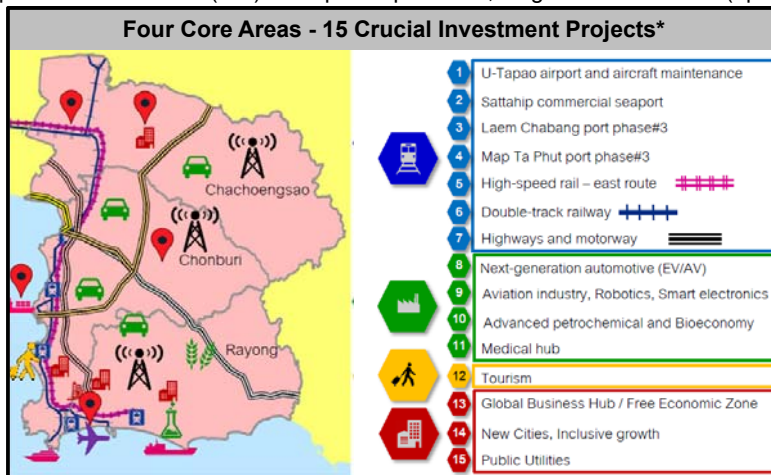 Four Core Areas - 15 Crucial Investment Projects*
Chachoengsao
Chonburi
Rayong
1 U-Tapao airport and aircraft maintenance
2 Sattahip commercial seaport
3 Laem Chabang port phase#3
4 Map Ta Phut port phase#3
5 High-speed rail – east route
6 Double-track railway
7 Highways and motorway
8 Next-generation automotive (EV/AV)
9 Aviation industry, Robotics, Smart electronics
10 Advanced petrochemical and Bioeconomy
11 Medical hub
12 Tourism
13 Global Business Hub / Free Economic Zone
14 New Cities, Inclusive growth
15 Public Utilities